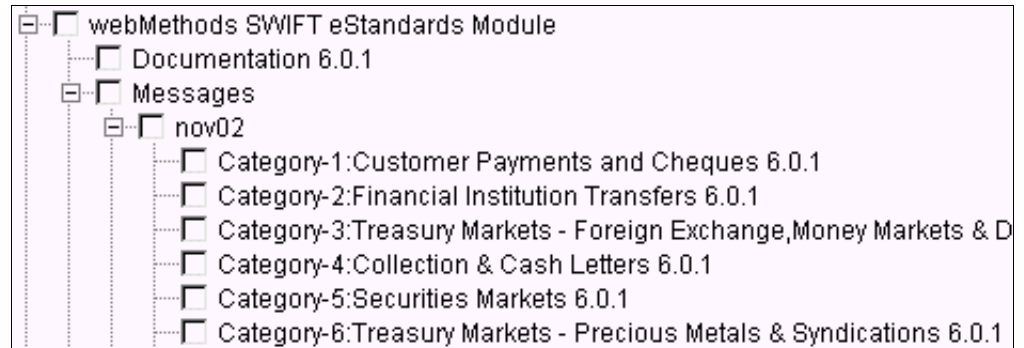 webMethods SWIFT eStandards Module
Documentation 6.0.1
Messages
nov02
Category-1:Customer Payments and Cheques 6.0.1
Category-2:Financial Institution Transfers 6.0.1
Category-3:Treasury Markets - Foreign Exchange,Money Markets & D
Category-4:Collection & Cash Letters 6.0.1
Category-5:Securities Markets 6.0.1
Category-6:Treasury Markets - Precious Metals & Syndications 6.0.1